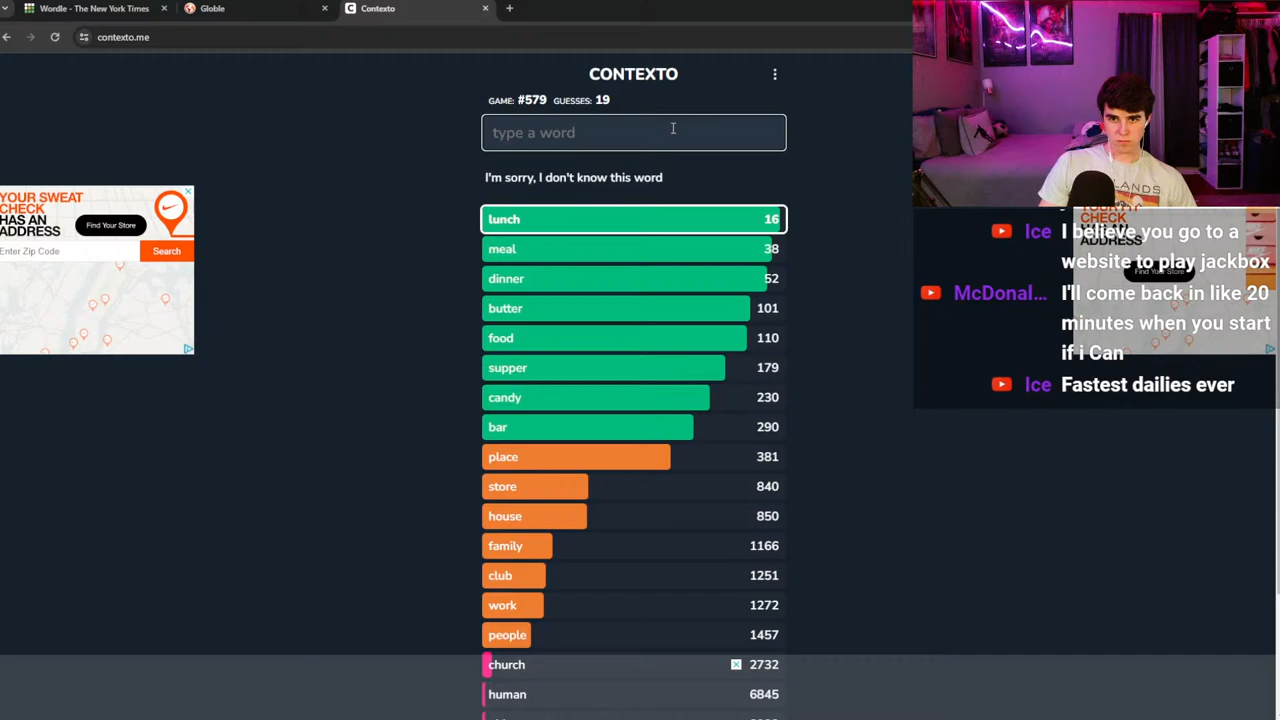 Wordle - The New York Times
Globle
Contexto
contexto.me
CONTEXTO
GAME: #579 GUESSES: 19
type a word
I'm sorry, I don't know this word
lunch 16
meal 38
dinner 52
butter 101
food 110
supper 179
candy 230
bar 290
place 381
store 840
house 850
family 1166
club 1251
work 1272
people 1457
church 2732
human 6845
YOUR SWEAT
CHECK
HAS AN
ADDRESS
Find Your Store
Enter Zip Code
Search
CHECK
ADDRESS
Ice I believe you go to a
website to play jackbox
McDonal... I'll come back in like 20
minutes when you start
if i Can
Ice Fastest dailies ever